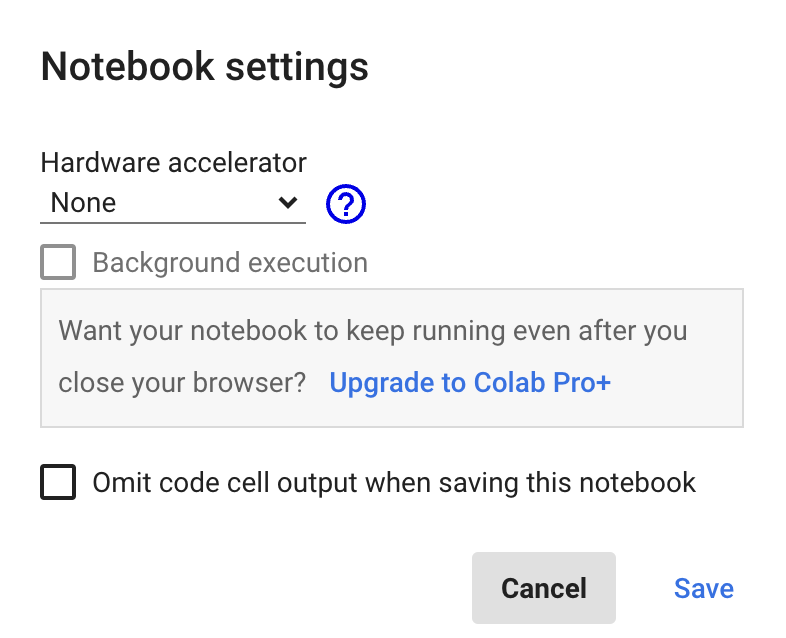 Notebook settings
Hardware accelerator
None
?
Background execution
Want your notebook to keep running even after you
close your browser? Upgrade to Colab Pro+
Omit code cell output when saving this notebook
Cancel Save